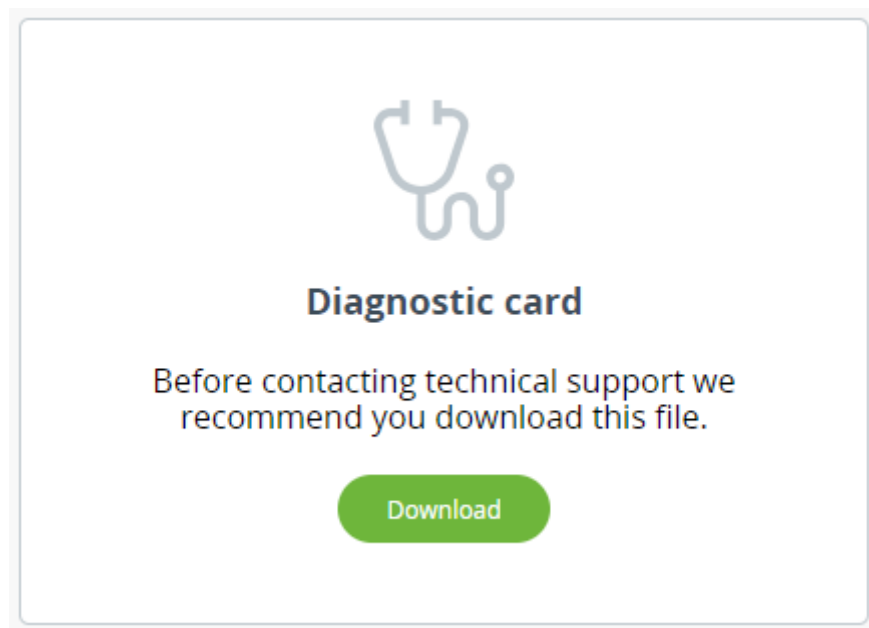 Diagnostic card
Before contacting technical support we
recommend you download this file.
Download